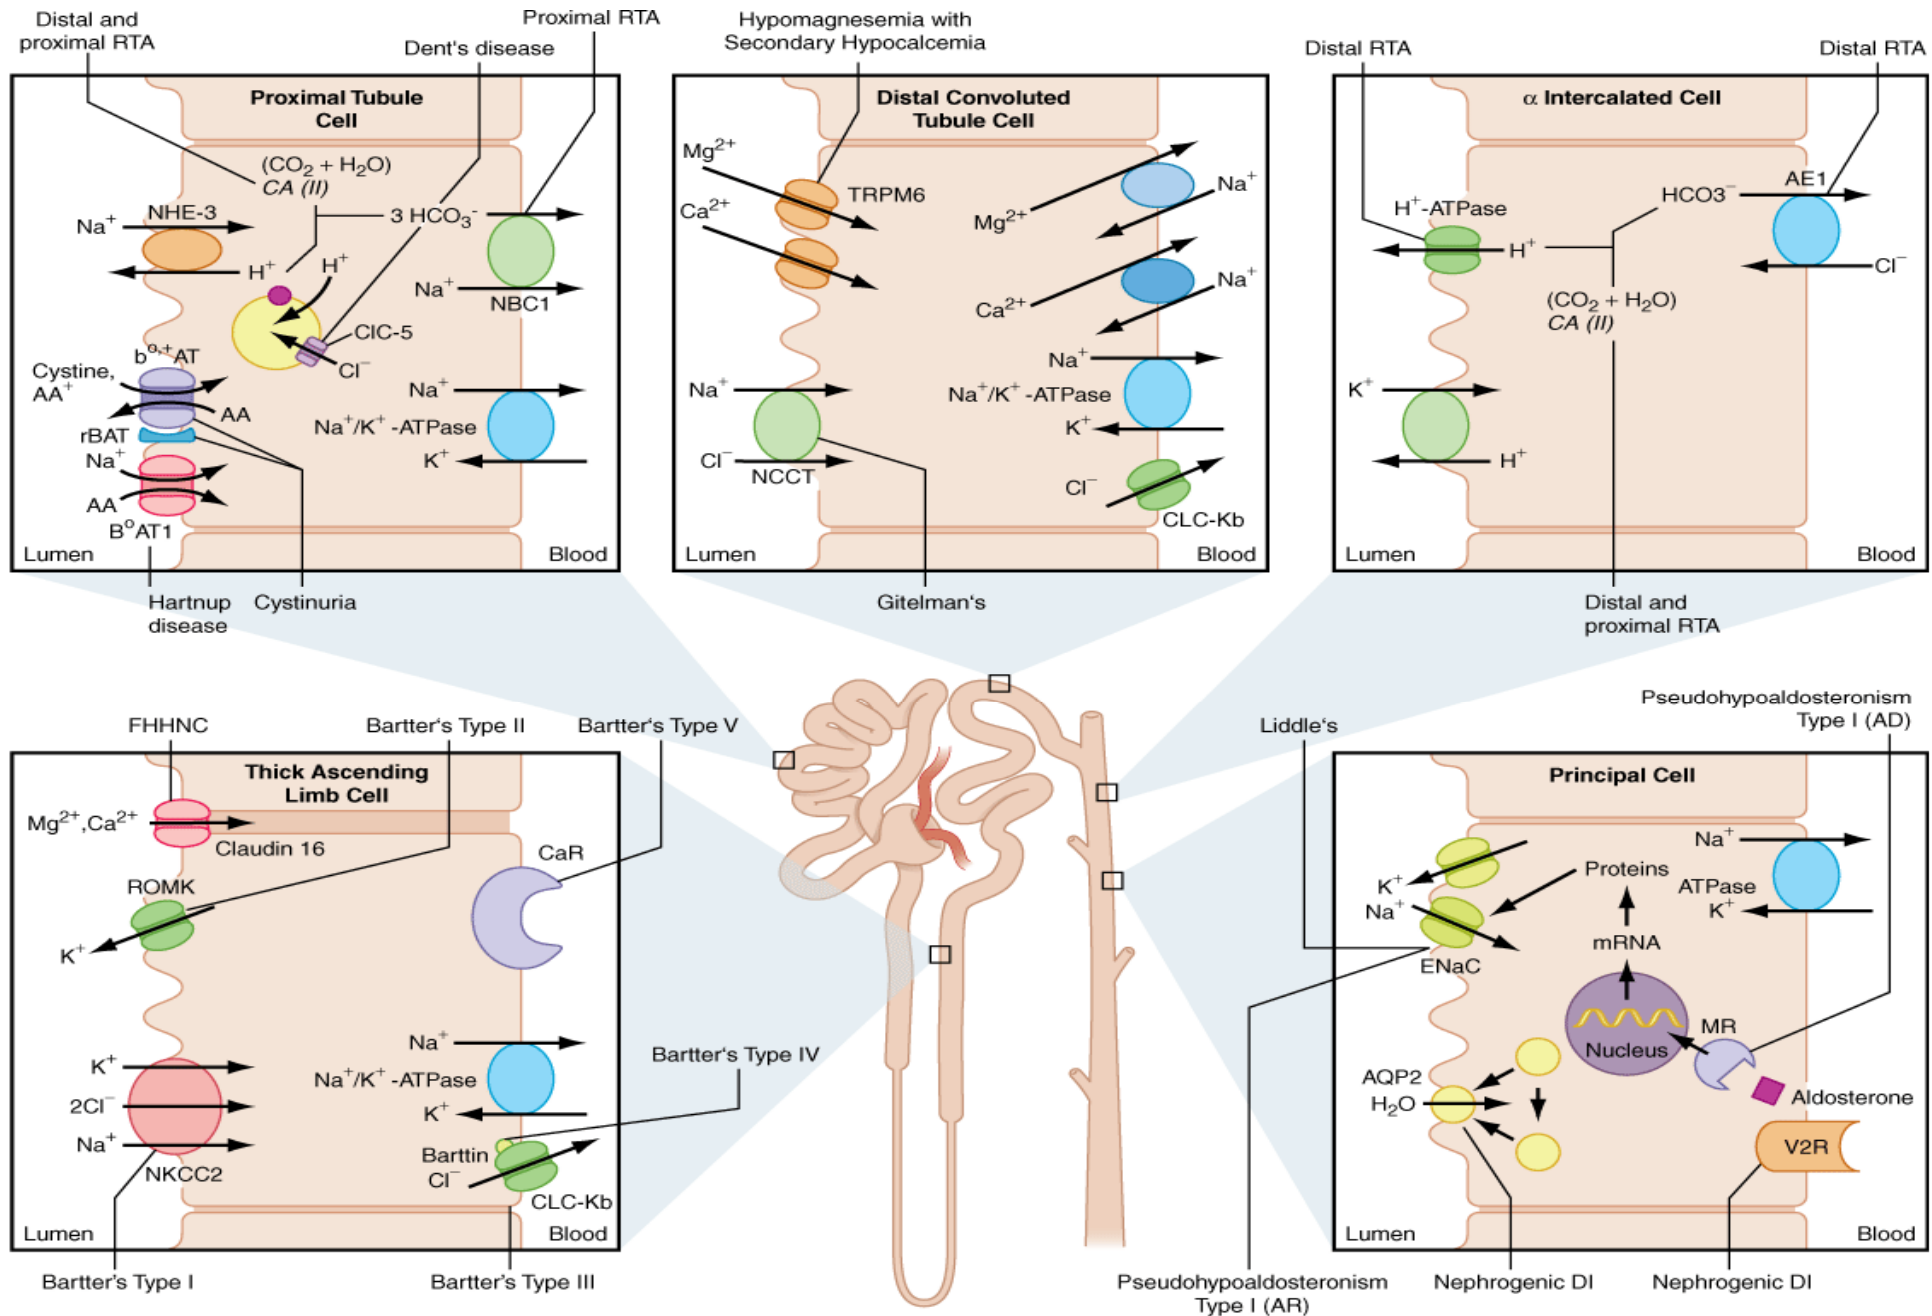 Distal and
proximal RTA
Dent's disease
Proximal RTA
Proximal Tubule
Cell
(CO₂ + H₂O)
CA (II)
NHE-3
Na⁺
3 HCO₃⁻
H⁺
H⁺
Na⁺
NBC1
ClC-5
Cl⁻
b⁰,⁺AT
Cystine,
AA⁺
AA
rBAT
Na⁺
AA
B⁰AT1
Na⁺
Na⁺/K⁺ -ATPase
K⁺
Lumen
Blood
Hartnup
disease
Cystinuria
Hypomagnesemia with
Secondary Hypocalcemia
Distal Convoluted
Tubule Cell
Mg²⁺
Ca²⁺
TRPM6
Mg²⁺
Na⁺
Ca²⁺
Na⁺
Na⁺
Na⁺/K⁺ -ATPase
K⁺
Na⁺
Cl⁻
NCCT
Cl⁻
CLC-Kb
Lumen
Blood
Gitelman's
Distal RTA
Distal RTA
α Intercalated Cell
H⁺-ATPase
H⁺
HCO3⁻
AE1
Cl⁻
(CO₂ + H₂O)
CA (II)
K⁺
H⁺
Lumen
Blood
Distal and
proximal RTA
FHHNC
Bartter's Type II
Bartter's Type V
Thick Ascending
Limb Cell
Mg²⁺,Ca²⁺
Claudin 16
ROMK
K⁺
CaR
K⁺
2Cl⁻
Na⁺
NKCC2
Na⁺
Na⁺/K⁺ -ATPase
K⁺
Barttin
Cl⁻
CLC-Kb
Lumen
Blood
Bartter's Type IV
Bartter's Type I
Bartter's Type III
Liddle's
Pseudohypoaldosteronism
Type I (AD)
Principal Cell
K⁺
Na⁺
ENaC
Proteins
mRNA
Nucleus
MR
Aldosterone
Na⁺
ATPase
K⁺
AQP2
H₂O
V2R
Lumen
Blood
Pseudohypoaldosteronism
Type I (AR)
Nephrogenic DI
Nephrogenic DI